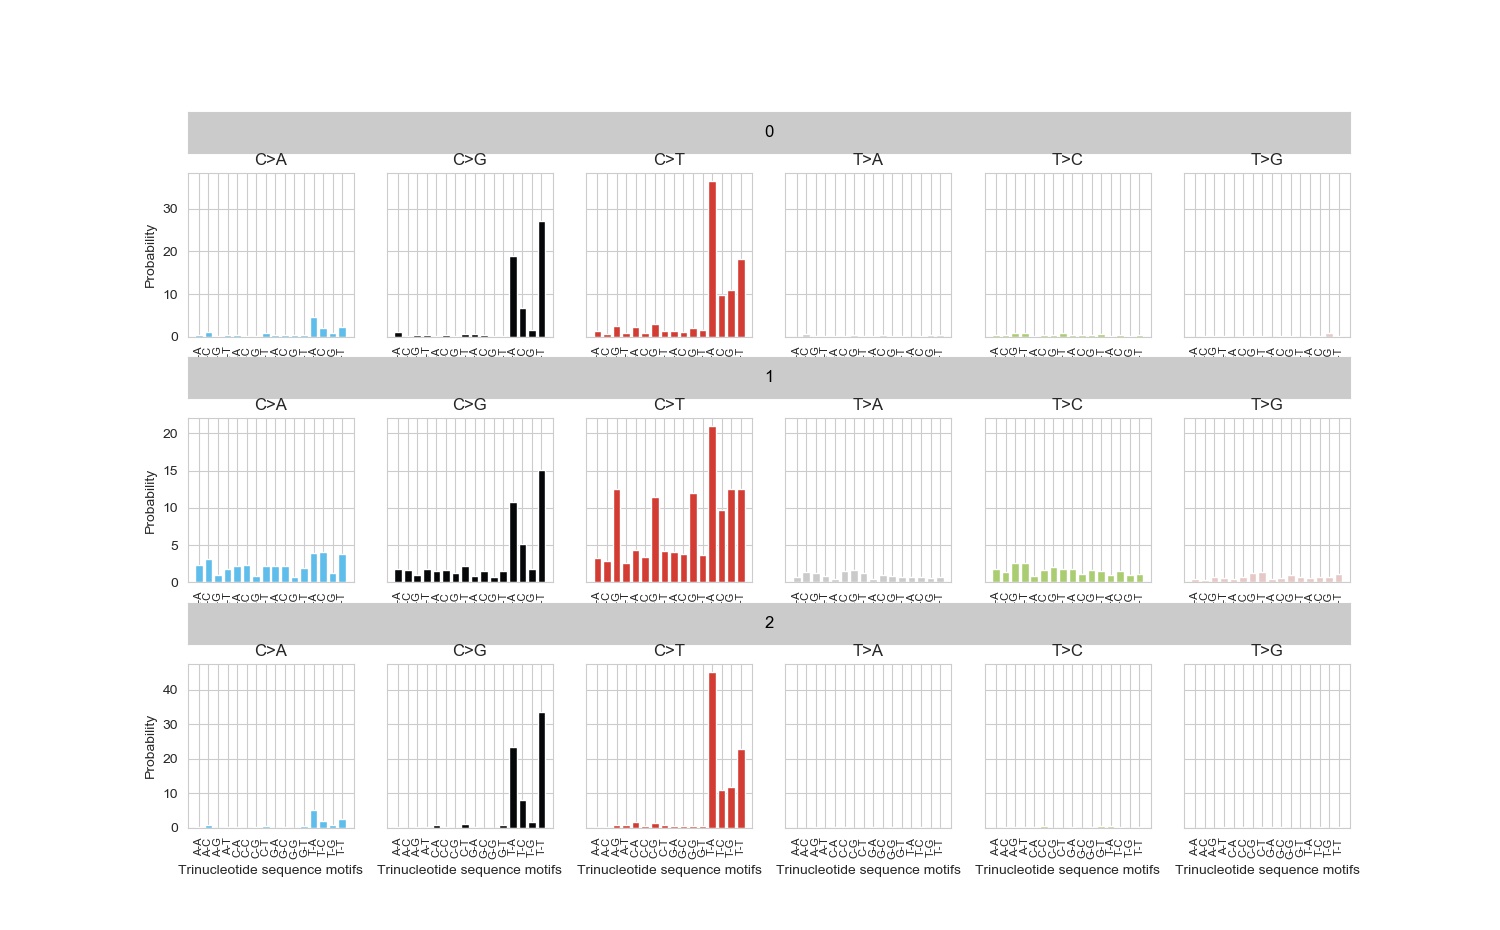 0
C>A C>G C>T T>A T>C T>G
Probability
30
20
10
0
1
C>A C>G C>T T>A T>C T>G
Probability
20
15
10
5
0
2
C>A C>G C>T T>A T>C T>G
Probability
40
30
20
10
0
A-A A-C A-G A-T C-A C-C C-G C-T G-A G-C G-G G-T T-A T-C T-G T-T
A-A A-C A-G A-T C-A C-C C-G C-T G-A G-C G-G G-T T-A T-C T-G T-T
A-A A-C A-G A-T C-A C-C C-G C-T G-A G-C G-G G-T T-A T-C T-G T-T
A-A A-C A-G A-T C-A C-C C-G C-T G-A G-C G-G G-T T-A T-C T-G T-T
A-A A-C A-G A-T C-A C-C C-G C-T G-A G-C G-G G-T T-A T-C T-G T-T
A-A A-C A-G A-T C-A C-C C-G C-T G-A G-C G-G G-T T-A T-C T-G T-T
Trinucleotide sequence motifs Trinucleotide sequence motifs Trinucleotide sequence motifs Trinucleotide sequence motifs Trinucleotide sequence motifs Trinucleotide sequence motifs